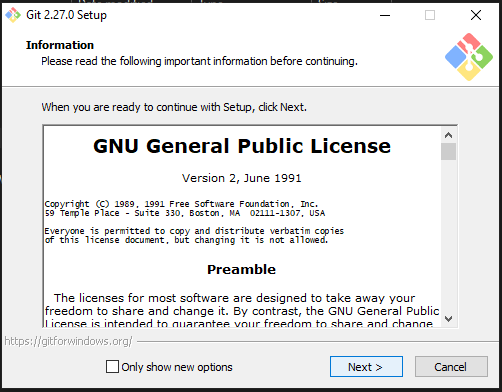 Git 2.27.0 Setup
Information
Please read the following important information before continuing.
When you are ready to continue with Setup, click Next.
GNU General Public License
Version 2, June 1991
Copyright (C) 1989, 1991 Free Software Foundation, Inc.
59 Temple Place - Suite 330, Boston, MA  02111-1307, USA
Everyone is permitted to copy and distribute verbatim copies
of this license document, but changing it is not allowed.
Preamble
The licenses for most software are designed to take away your
freedom to share and change it. By contrast, the GNU General Public
License is intended to guarantee your freedom to share and change
https://gitforwindows.org/
Only show new options
Next >
Cancel